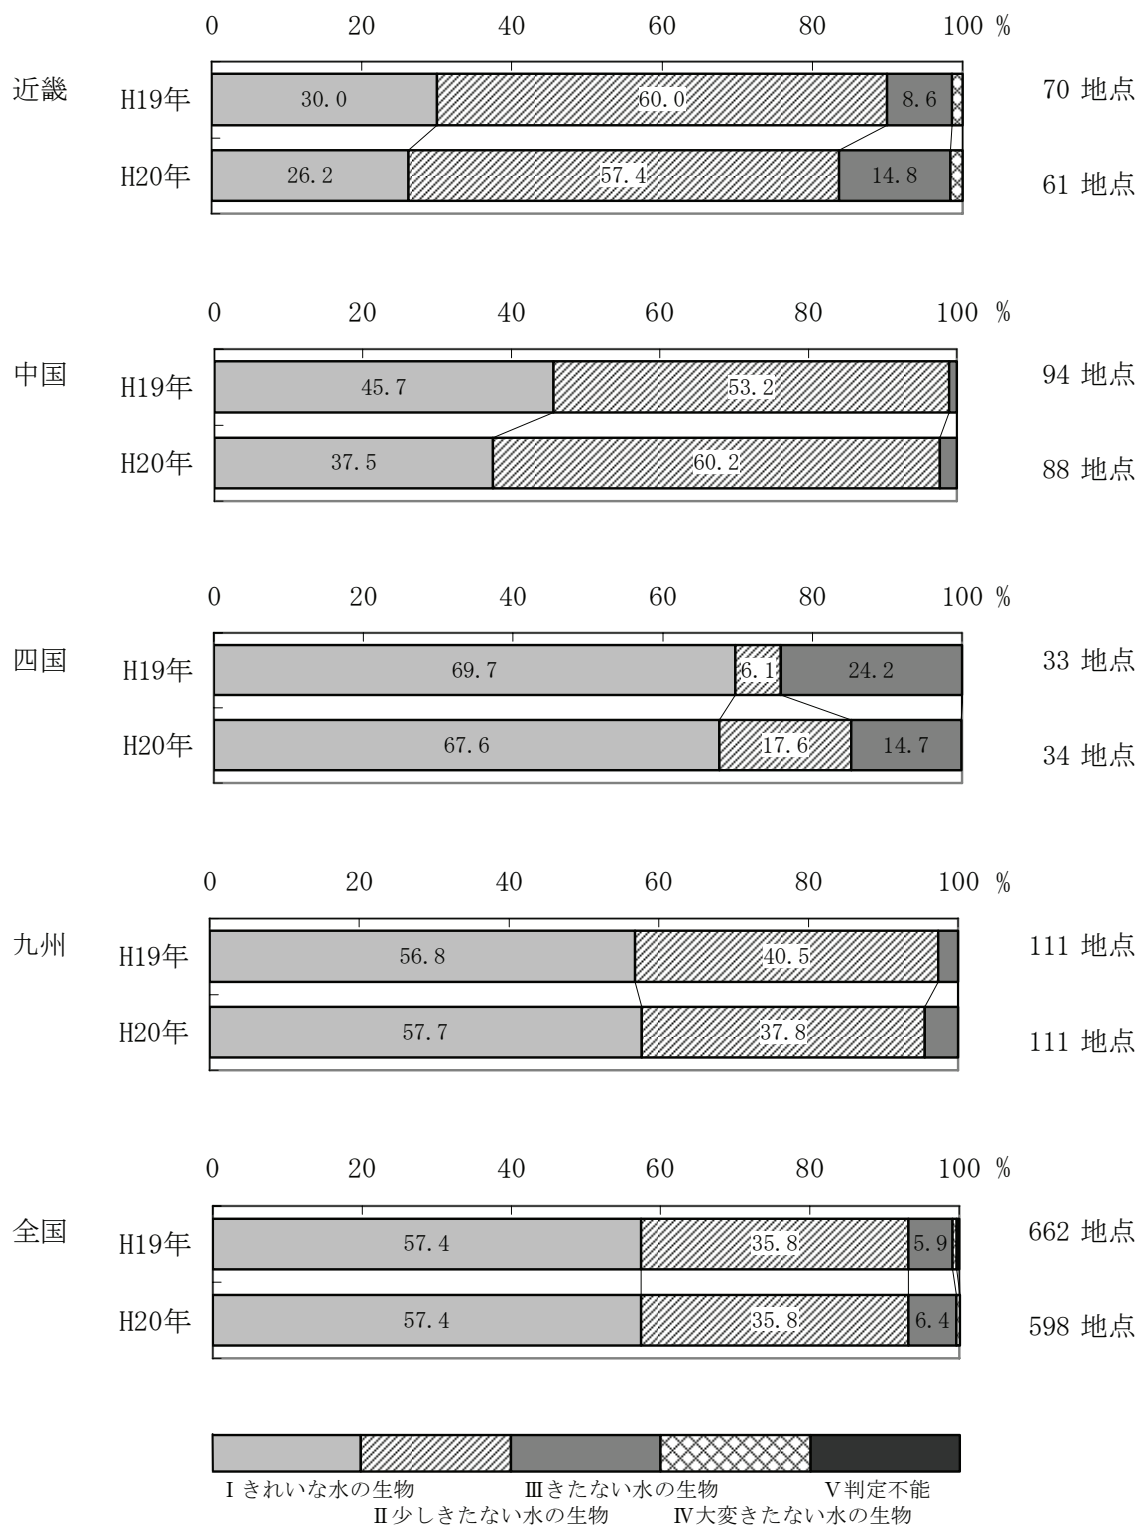 0 20 40 60 80 100 %
近畿
H19年 30.0 60.0 8.6 70 地点
H20年 26.2 57.4 14.8 61 地点
0 20 40 60 80 100 %
中国
H19年 45.7 53.2 94 地点
H20年 37.5 60.2 88 地点
0 20 40 60 80 100 %
四国
H19年 69.7 6.1 24.2 33 地点
H20年 67.6 17.6 14.7 34 地点
0 20 40 60 80 100 %
九州
H19年 56.8 40.5 111 地点
H20年 57.7 37.8 111 地点
0 20 40 60 80 100 %
全国
H19年 57.4 35.8 5.9 662 地点
H20年 57.4 35.8 6.4 598 地点
Ⅰきれいな水の生物 Ⅲきたない水の生物 Ⅴ判定不能
Ⅱ少しきたない水の生物 Ⅳ大変きたない水の生物